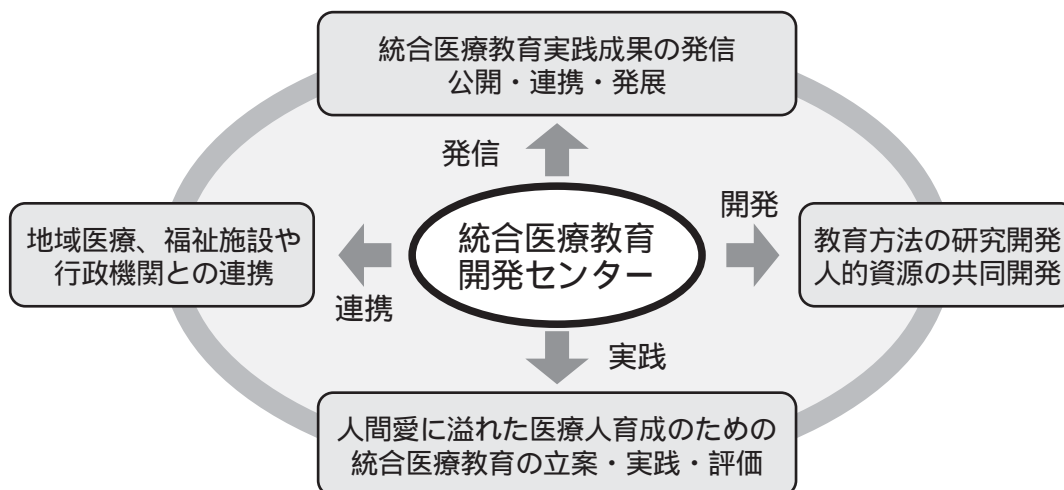 統合医療教育実践成果の発信
公開・連携・発展
発信
開発
地域医療、福祉施設や
行政機関との連携
統合医療教育
開発センター
教育方法の研究開発
人的資源の共同開発
連携
実践
人間愛に溢れた医療人育成のための
統合医療教育の立案・実践・評価